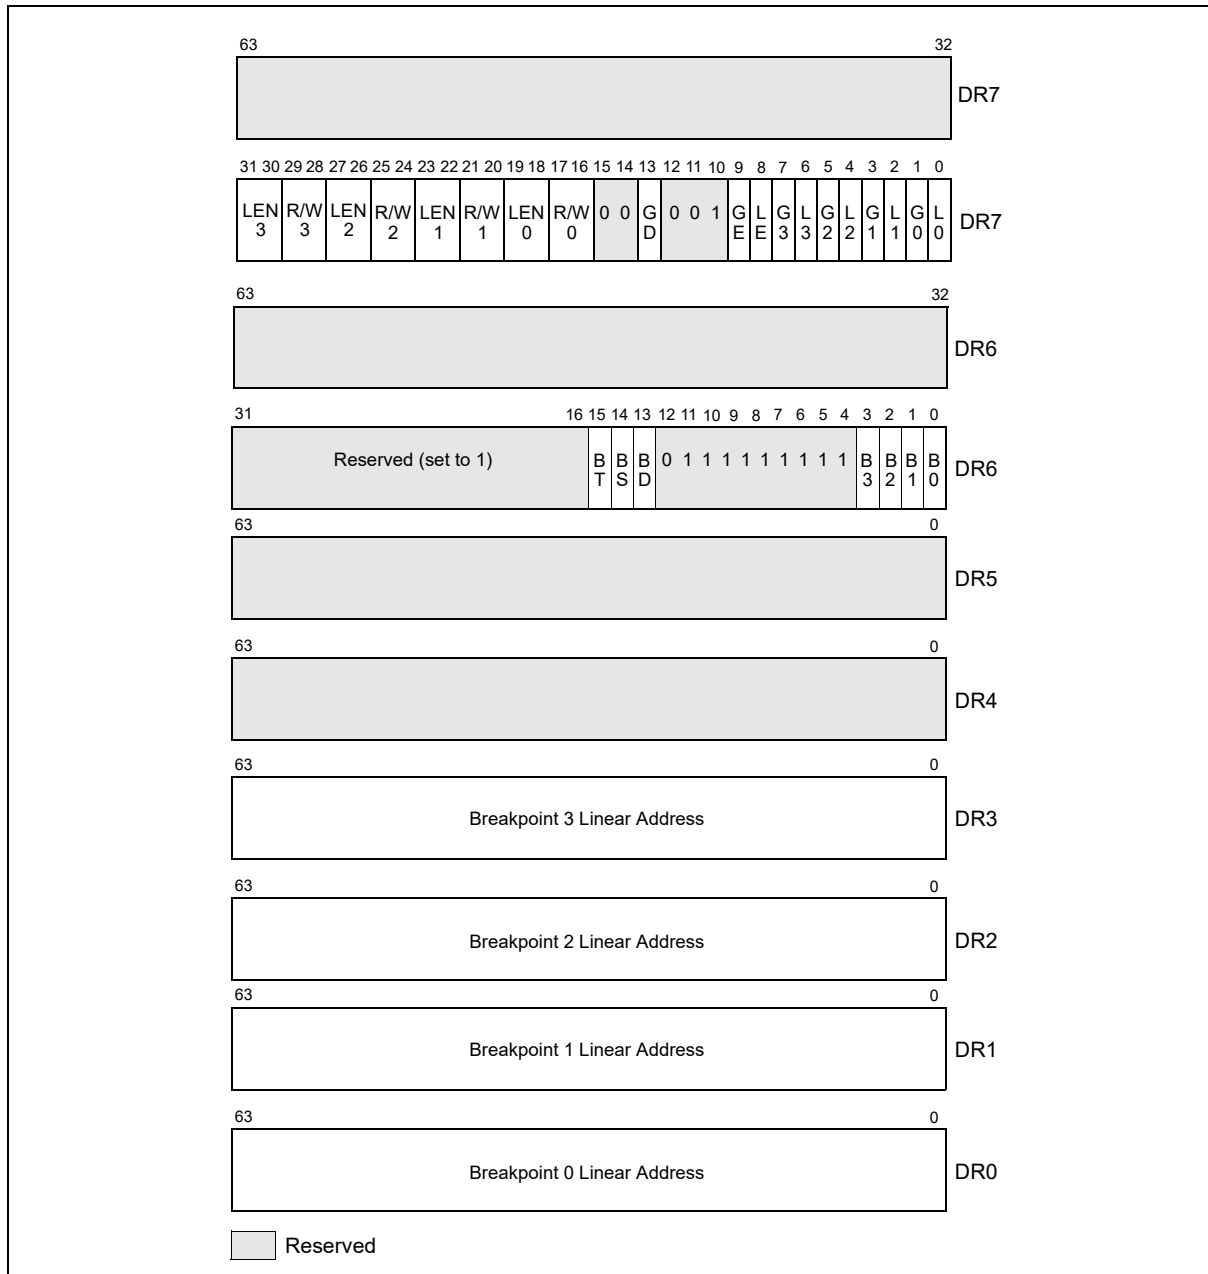 63 32
DR7
31 30 29 28 27 26 25 24 23 22 21 20 19 18 17 16 15 14 13 12 11 10 9 8 7 6 5 4 3 2 1 0
LEN R/W LEN R/W LEN R/W LEN R/W 0 0 G 0 0 1 G L G L G L G L G L DR7
3 3 2 2 1 1 0 0 D E E 3 3 2 2 1 1 0 0
63 32
DR6
31 16 15 14 13 12 11 10 9 8 7 6 5 4 3 2 1 0
Reserved (set to 1) B B B 0 1 1 1 1 1 1 1 1 B B B B DR6
T S D 3 2 1 0
63 0
DR5
63 0
DR4
63 0
Breakpoint 3 Linear Address DR3
63 0
Breakpoint 2 Linear Address DR2
63 0
Breakpoint 1 Linear Address DR1
63 0
Breakpoint 0 Linear Address DR0
Reserved